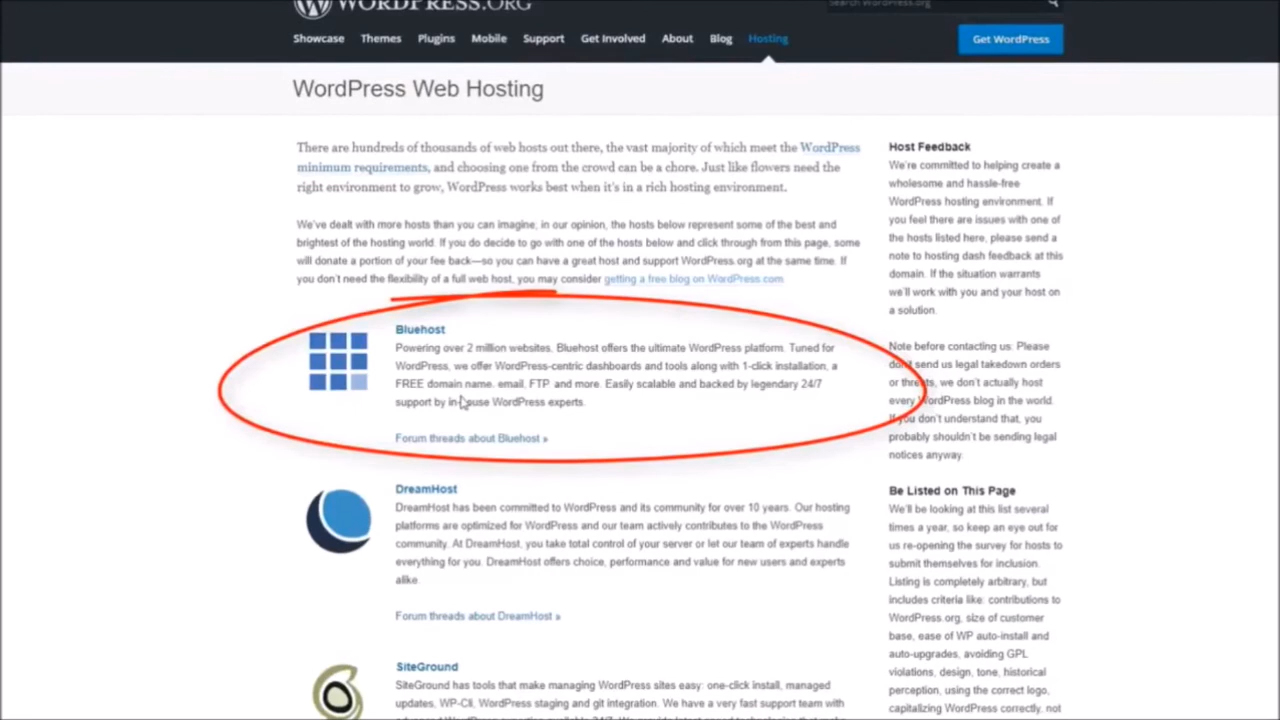 WORDPRESS.ORG
Search WordPress.org
Showcase Themes Plugins Mobile Support Get Involved About Blog Hosting
Get WordPress
WordPress Web Hosting
There are hundreds of thousands of web hosts out there, the vast majority of which meet the WordPress
minimum requirements, and choosing one from the crowd can be a chore. Just like flowers need the
right environment to grow, WordPress works best when it's in a rich hosting environment.
We've dealt with more hosts than you can imagine; in our opinion, the hosts below represent some of the best and
brightest of the hosting world. If you do decide to go with one of the hosts below and click through from this page, some
will donate a portion of your fee back—so you can have a great host and support WordPress.org at the same time. If
you don't need the flexibility of a full web host, you may consider getting a free blog on WordPress.com.
Bluehost
Powering over 2 million websites, Bluehost offers the ultimate WordPress platform. Tuned for
WordPress, we offer WordPress-centric dashboards and tools along with 1-click installation, a
FREE domain name, email, FTP, and more. Easily scalable and backed by legendary 24/7
support by in-house WordPress experts.
Forum threads about Bluehost »
DreamHost
DreamHost has been committed to WordPress and its community for over 10 years. Our hosting
platforms are optimized for WordPress and our team actively contributes to the WordPress
community. At DreamHost, you take total control of your server or let our team of experts handle
everything for you. DreamHost offers choice, performance and value for new users and experts
alike.
Forum threads about DreamHost »
SiteGround
SiteGround has tools that make managing WordPress sites easy: one-click install, managed
updates, WP-Cli, WordPress staging and git integration. We have a very fast support team with
Host Feedback
We're committed to helping create a
wholesome and hassle-free
WordPress hosting environment. If
you feel there are issues with one of
the hosts listed here, please send a
note to hosting dash feedback at this
domain. If the situation warrants
we'll work with you and your host on
a solution.
Note before contacting us: Please
don't send us legal takedown orders
or threats, we don't actually host
every WordPress blog in the world.
If you don't understand that, you
probably shouldn't be sending legal
notices anyway.
Be Listed on This Page
We'll be looking at this list several
times a year, so keep an eye out for
us re-opening the survey for hosts to
submit themselves for inclusion.
Listing is completely arbitrary, but
includes criteria like: contributions to
WordPress.org, size of customer
base, ease of WP auto-install and
auto-upgrades, avoiding GPL
violations, design, tone, historical
perception, using the correct logo,
capitalizing WordPress correctly, not